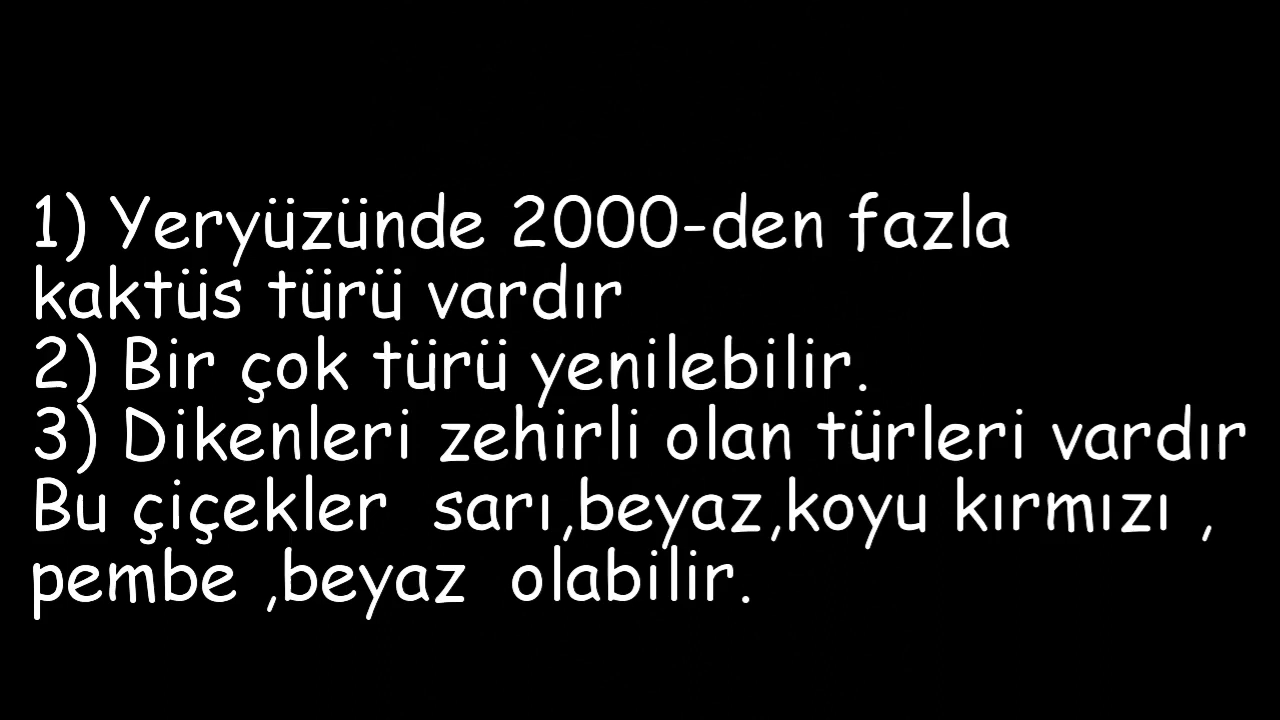 1) Yeryüzünde 2000-den fazla
kaktüs türü vardır
2) Bir çok türü yenilebilir.
3) Dikenleri zehirli olan türleri vardır
Bu çiçekler  sarı,beyaz,koyu kırmızı ,
pembe ,beyaz  olabilir.